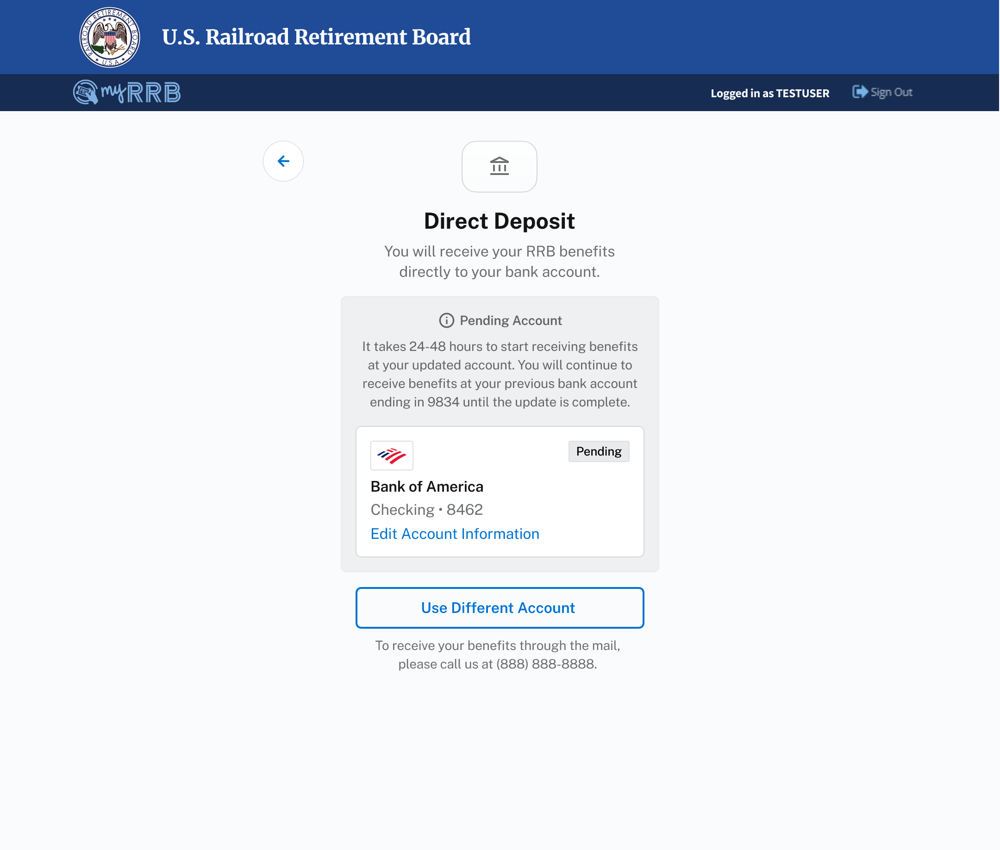 RAILROAD RETIREMENT BOARD
U.S.A.
U.S. Railroad Retirement Board
myRRB
Logged in as TESTUSER
Sign Out
Direct Deposit
You will receive your RRB benefits
directly to your bank account.
Pending Account
It takes 24-48 hours to start receiving benefits
at your updated account. You will continue to
receive benefits at your previous bank account
ending in 9834 until the update is complete.
Pending
Bank of America
Checking • 8462
Edit Account Information
Use Different Account
To receive your benefits through the mail,
please call us at (888) 888-8888.